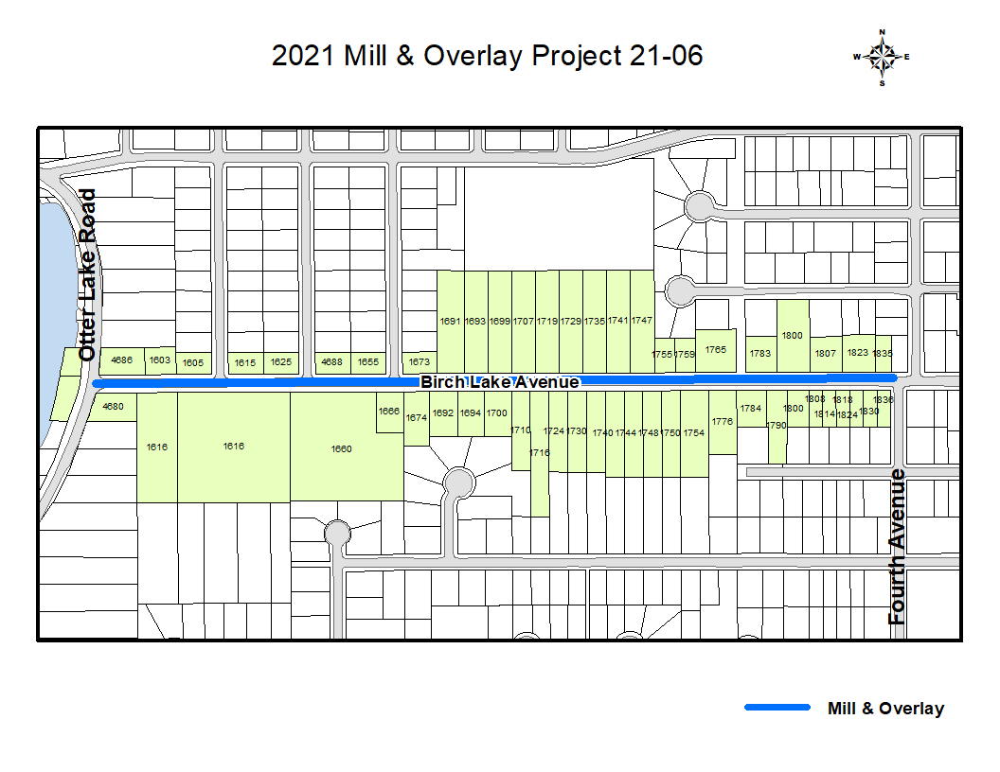 2021 Mill & Overlay Project 21-06
N
W E
S
Otter Lake Road
1691 1693 1699 1707 1719 1729 1735 1741 1747
1800
4686 1603 1605 1615 1625 4688 1655 1673 1755 1759 1765 1783 1807 1823 1835
Birch Lake Avenue
4680 1666 1674 1692 1694 1700 1776 1784 1800 1808 1818 1836
1814 1824 1830
1790
1616 1616 1660 1710 1716 1724 1730 1740 1744 1748 1750 1754
Fourth Avenue
Mill & Overlay